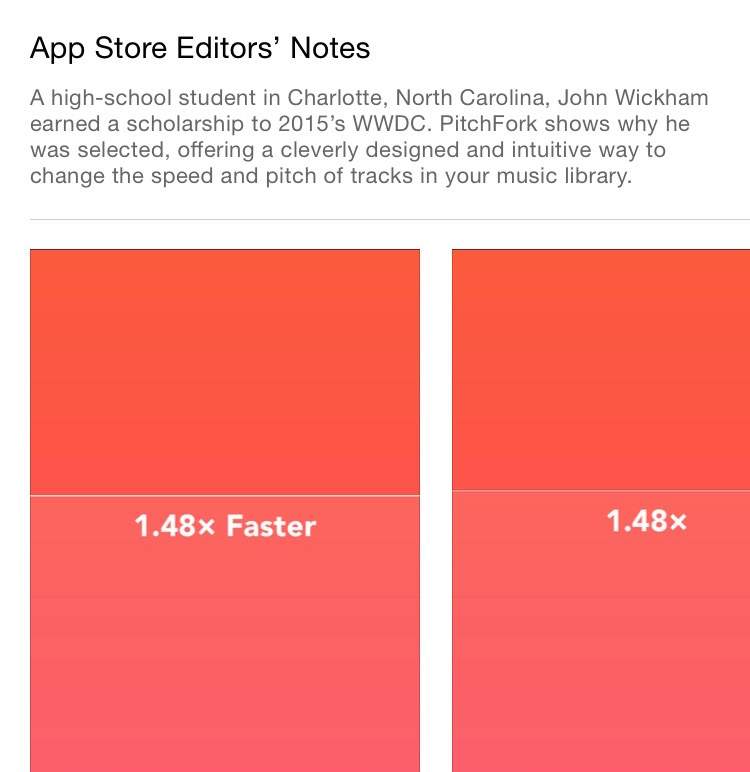 App Store Editors’ Notes
A high-school student in Charlotte, North Carolina, John Wickham
earned a scholarship to 2015’s WWDC. PitchFork shows why he
was selected, offering a cleverly designed and intuitive way to
change the speed and pitch of tracks in your music library.
1.48× Faster
1.48×